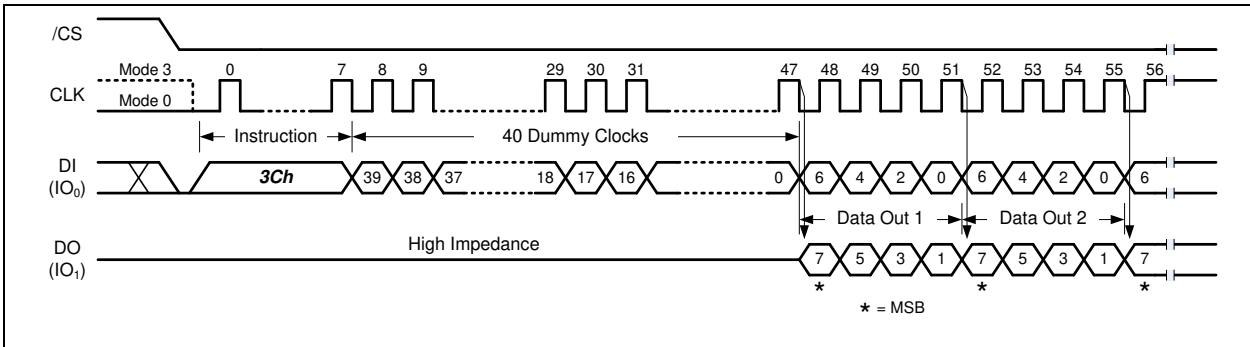 /CS
Mode 3 0 7 8 9 29 30 31 47 48 49 50 51 52 53 54 55 56
CLK
Mode 0
Instruction 40 Dummy Clocks
DI
(IO0)
3Ch 39 38 37 18 17 16 0 6 4 2 0 6 4 2 0 6
Data Out 1 Data Out 2
DO
(IO1)
High Impedance
7 5 3 1 7 5 3 1 7
* * *
* = MSB